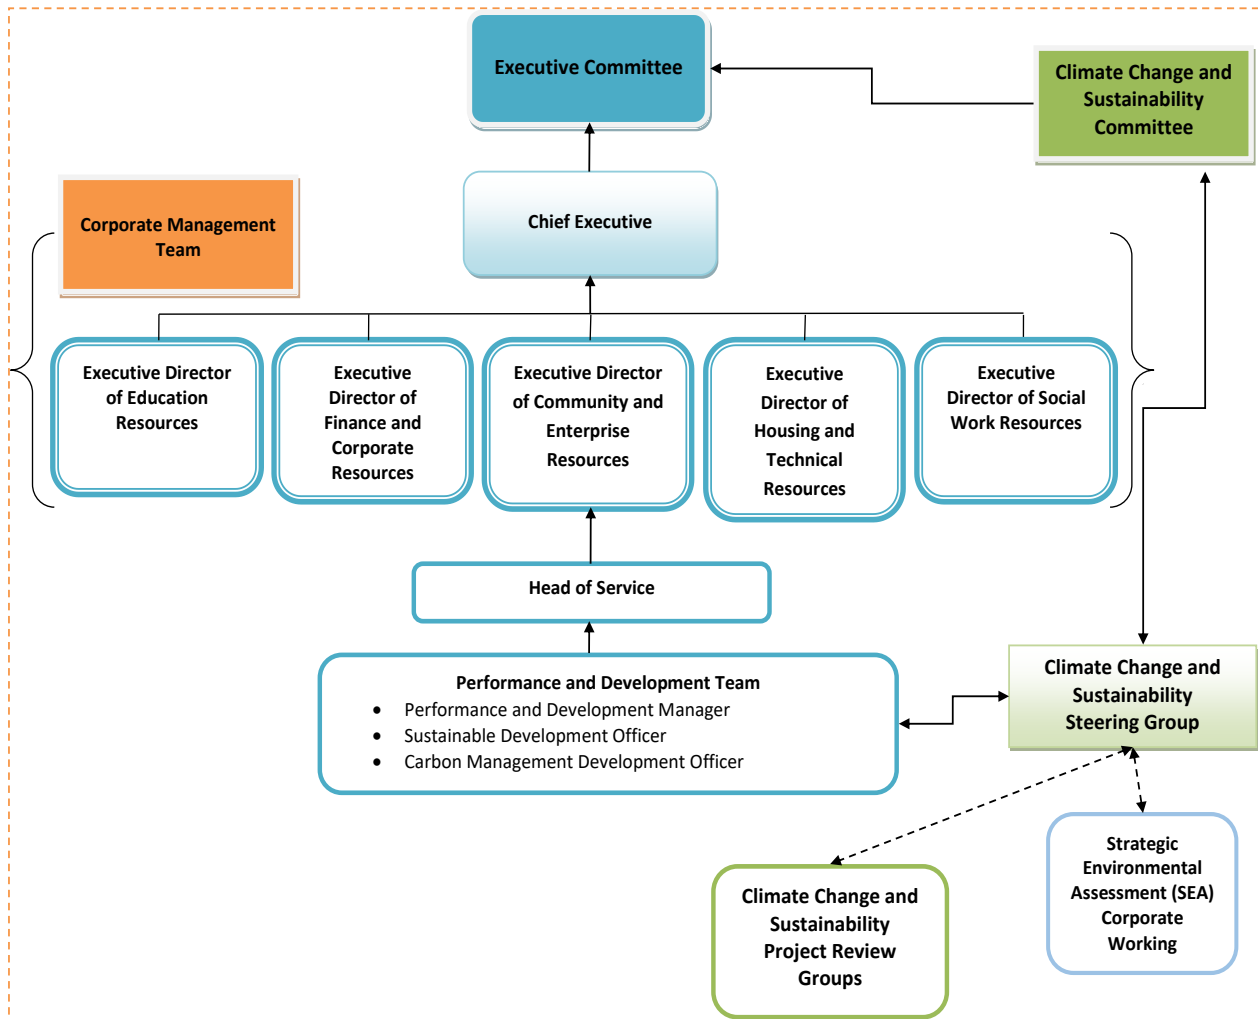 Executive Committee
Climate Change and
Sustainability
Committee
Corporate Management
Team
Chief Executive
Executive Director
of Education
Resources
Executive
Director of
Finance and
Corporate
Resources
Executive Director
of Community and
Enterprise
Resources
Executive
Director of
Housing and
Technical
Resources
Executive
Director of Social
Work Resources
Head of Service
Performance and Development Team
• Performance and Development Manager
• Sustainable Development Officer
• Carbon Management Development Officer
Climate Change and
Sustainability
Steering Group
Climate Change and
Sustainability
Project Review
Groups
Strategic
Environmental
Assessment (SEA)
Corporate
Working